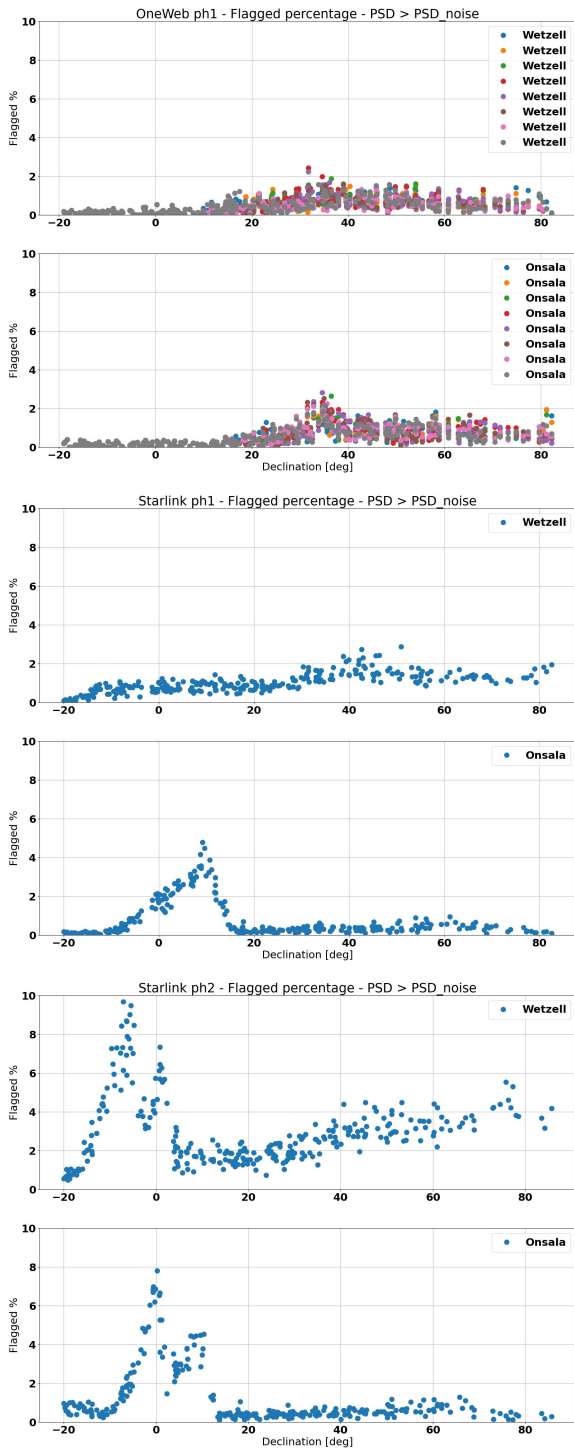 OneWeb ph1 - Flagged percentage - PSD > PSD_noise
10
8
6
4
2
0
Flagged %
Wetzell
Wetzell
Wetzell
Wetzell
Wetzell
Wetzell
Wetzell
Wetzell
−20 0 20 40 60 80
10
8
6
4
2
0
Flagged %
Onsala
Onsala
Onsala
Onsala
Onsala
Onsala
Onsala
Onsala
−20 0 20 40 60 80
Declination [deg]
Starlink ph1 - Flagged percentage - PSD > PSD_noise
10
8
6
4
2
0
Flagged %
Wetzell
−20 0 20 40 60 80
10
8
6
4
2
0
Flagged %
Onsala
−20 0 20 40 60 80
Declination [deg]
Starlink ph2 - Flagged percentage - PSD > PSD_noise
10
8
6
4
2
0
Flagged %
Wetzell
−20 0 20 40 60 80
10
8
6
4
2
0
Flagged %
Onsala
−20 0 20 40 60 80
Declination [deg]